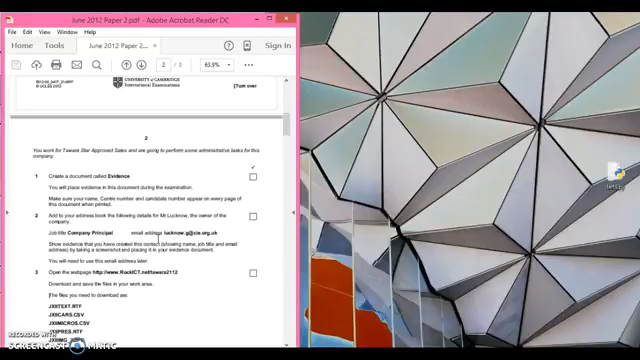 June 2012 Paper 2.pdf - Adobe Acrobat Reader DC
File Edit View Window Help
Home Tools June 2012 Paper 2.... × Sign In
2 / 8 63.9%
UNIVERSITY of CAMBRIDGE
International Examinations
[Turn over
2
You work for Tawara Star Approved Sales and are going to perform some administrative tasks for this
company.
1 Create a document called Evidence
You will place evidence in this document during the examination.
Make sure your name, Centre number and candidate number appear on every page
of this document when printed.
2 Add to your address book the following details for Mr Lucknow, the owner of the
company.
Job title Company Principal email address lucknow.g@cie.org.uk
Show evidence that you have created this contact (showing name, job title and email
address) by taking a screenshot and placing it in your evidence document.
You will need to use this email address later.
3 Open the webpage http://www.RockICT.net/tawara2112
Download and save the files in your work area.
The files you need to download are:
JXIITEXT.RTF
JXIICARS.CSV
JXIIMICROS.CSV
JXIIPRES.RTF
RECORDED WITH
SCREENCAST MATIC